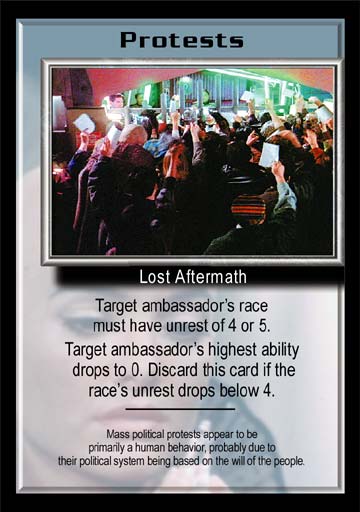 Protests
Lost Aftermath
Target ambassador's race
must have unrest of 4 or 5.
Target ambassador's highest ability
drops to 0. Discard this card if the
race's unrest drops below 4.
Mass political protests appear to be
primarily a human behavior, probably due to
their political system being based on the will of the people.